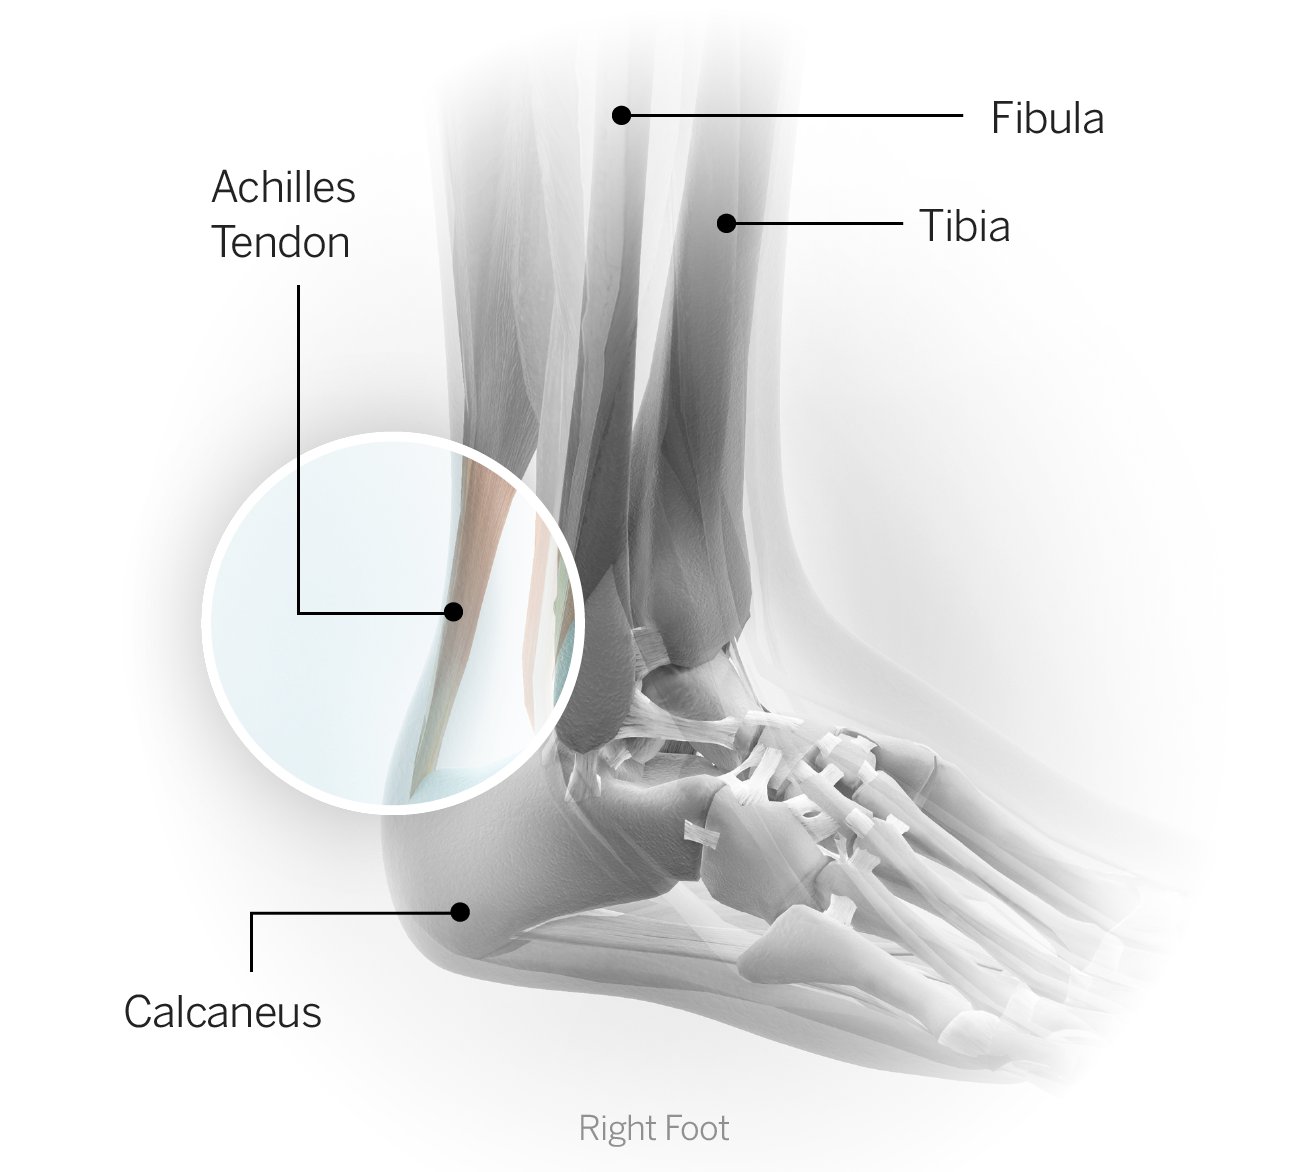 Fibula
Achilles
Tendon
Tibia
Calcaneus
Right Foot